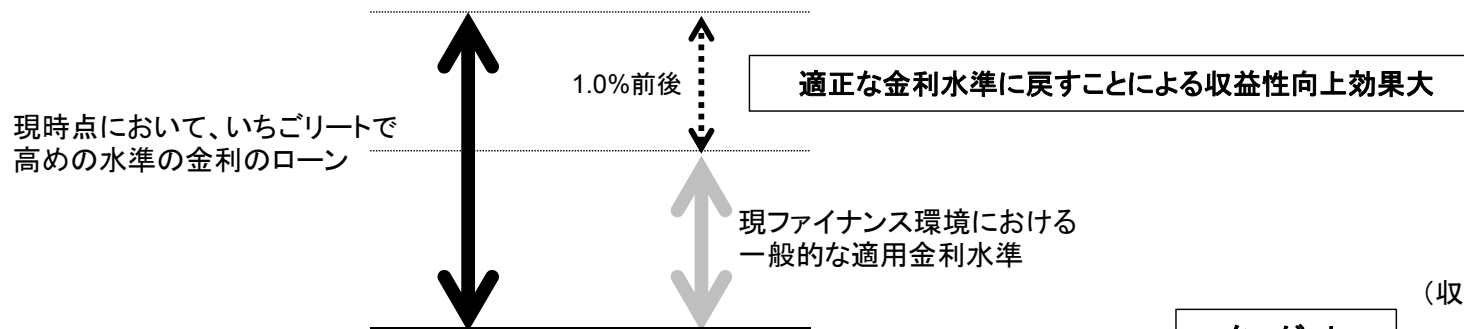 1.0%前後
適正な金利水準に戻すことによる収益性向上効果大
現時点において、いちごリートで
高めの水準の金利のローン
現ファイナンス環境における
一般的な適用金利水準
（収